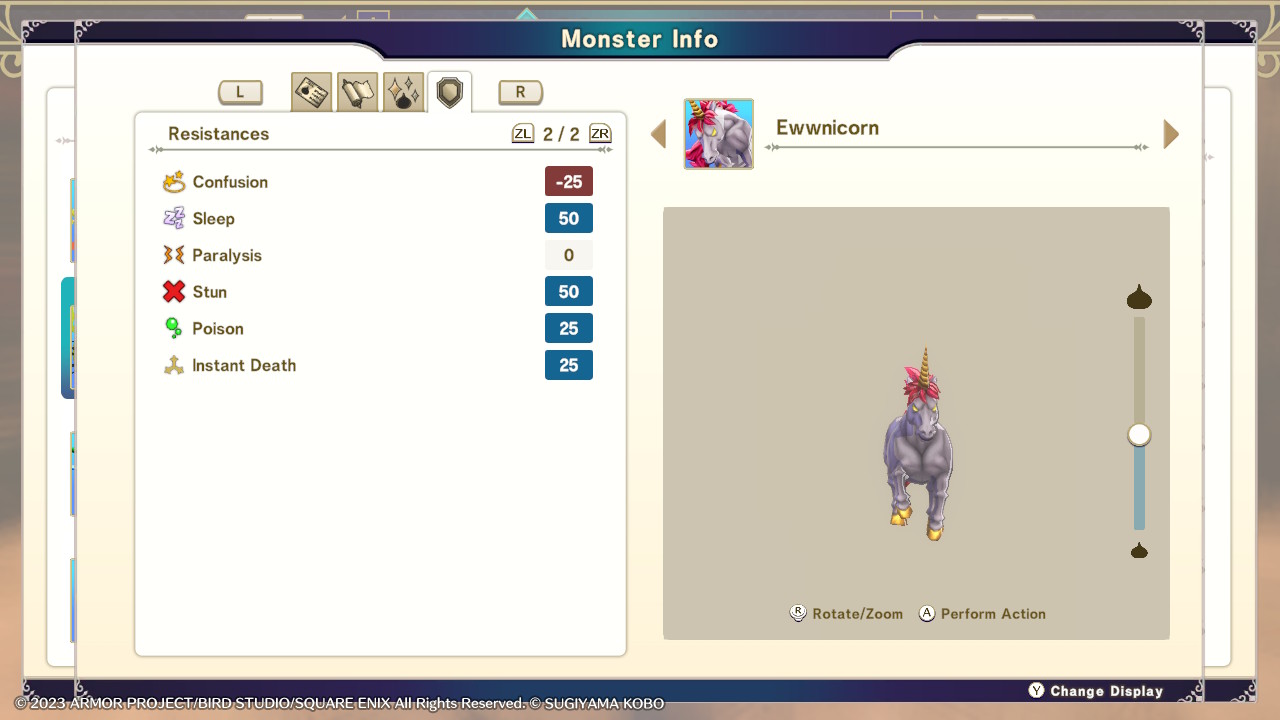 Monster Info
L
R
Resistances
ZL 2 / 2 ZR
Ewwnicorn
Confusion -25
Sleep 50
Paralysis 0
Stun 50
Poison 25
Instant Death 25
R Rotate/Zoom A Perform Action
Y Change Display
© 2023 ARMOR PROJECT/BIRD STUDIO/SQUARE ENIX All Rights Reserved. © SUGIYAMA KOBO